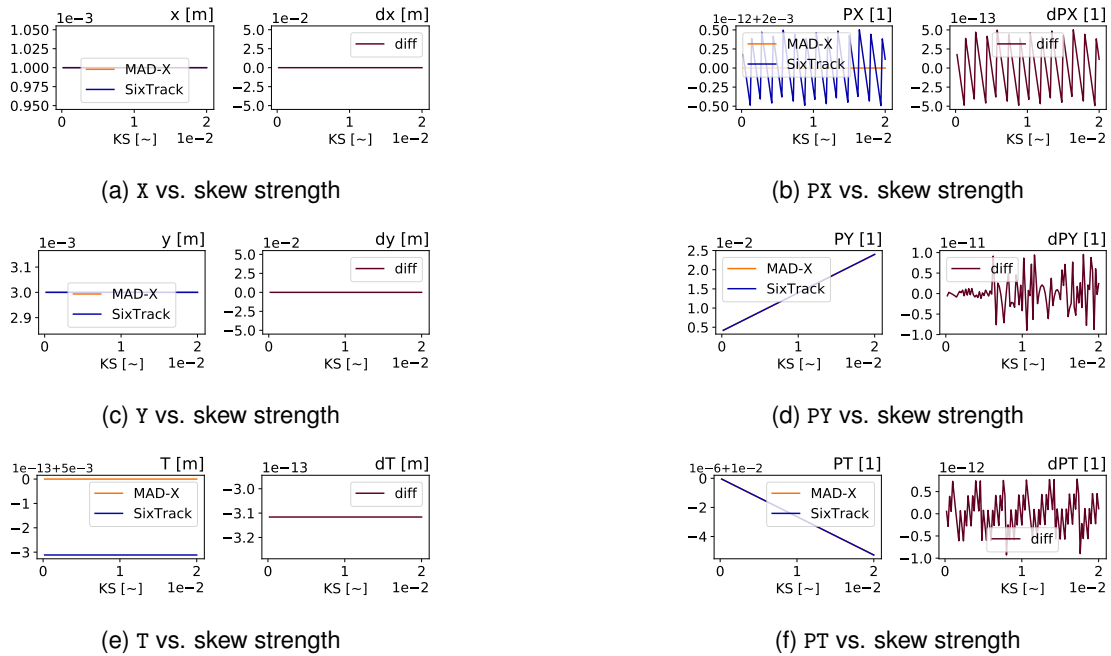 1e−3 x [m]
1.050
1.025
1.000
0.975
0.950
MAD-X
SixTrack
0 1 2
KS [~] 1e−2
1e−2 dx [m]
5.0
2.5
0.0
−2.5
−5.0
diff
0 1 2
KS [~] 1e−2
(a) X vs. skew strength
1e−12+2e−3 PX [1]
0.50
0.25
0.00
−0.25
−0.50
MAD-X
SixTrack
0 1 2
KS [~] 1e−2
1e−13 dPX [1]
5.0
2.5
0.0
−2.5
−5.0
diff
0 1 2
KS [~] 1e−2
(b) PX vs. skew strength
1e−3 y [m]
3.1
3.0
2.9
MAD-X
SixTrack
0 1 2
KS [~] 1e−2
1e−2 dy [m]
5.0
2.5
0.0
−2.5
−5.0
diff
0 1 2
KS [~] 1e−2
(c) Y vs. skew strength
1e−2 PY [1]
2.5
2.0
1.5
1.0
0.5
MAD-X
SixTrack
0 1 2
KS [~] 1e−2
1e−11 dPY [1]
1.0
0.5
0.0
−0.5
−1.0
diff
0 1 2
KS [~] 1e−2
(d) PY vs. skew strength
1e−13+5e−3 T [m]
0
−1
−2
−3
MAD-X
SixTrack
0 1 2
KS [~] 1e−2
1e−13 dT [m]
−3.0
−3.1
−3.2
diff
0 1 2
KS [~] 1e−2
(e) T vs. skew strength
1e−6+1e−2 PT [1]
0
−2
−4
MAD-X
SixTrack
0 1 2
KS [~] 1e−2
1e−12 dPT [1]
0.5
0.0
−0.5
−1.0
diff
0 1 2
KS [~] 1e−2
(f) PT vs. skew strength